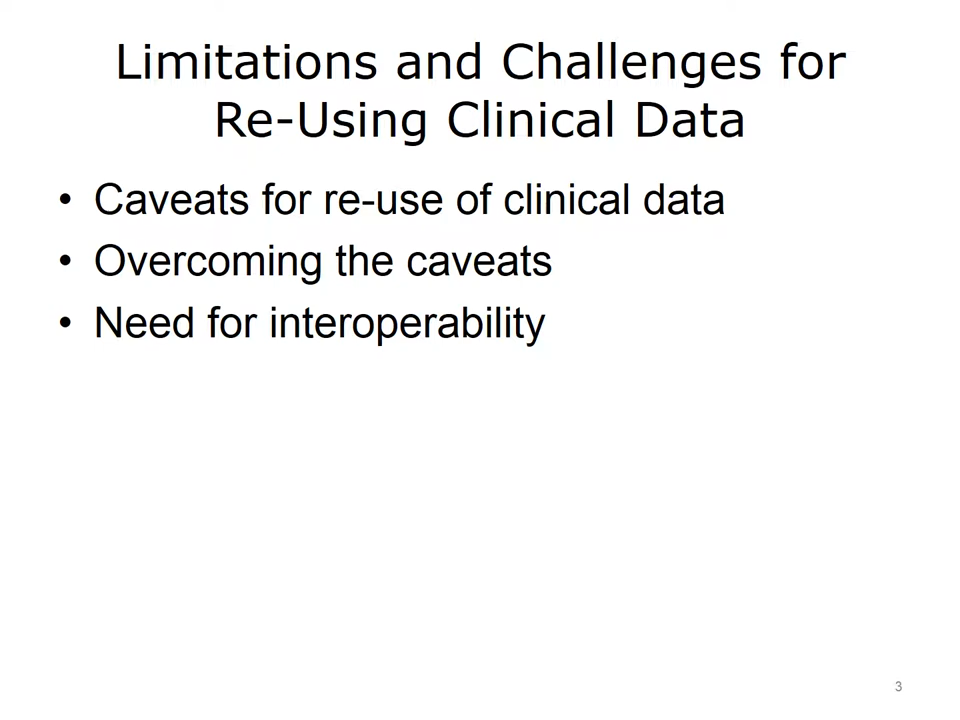 Limitations and Challenges for
Re-Using Clinical Data
• Caveats for re-use of clinical data
• Overcoming the caveats
• Need for interoperability
3